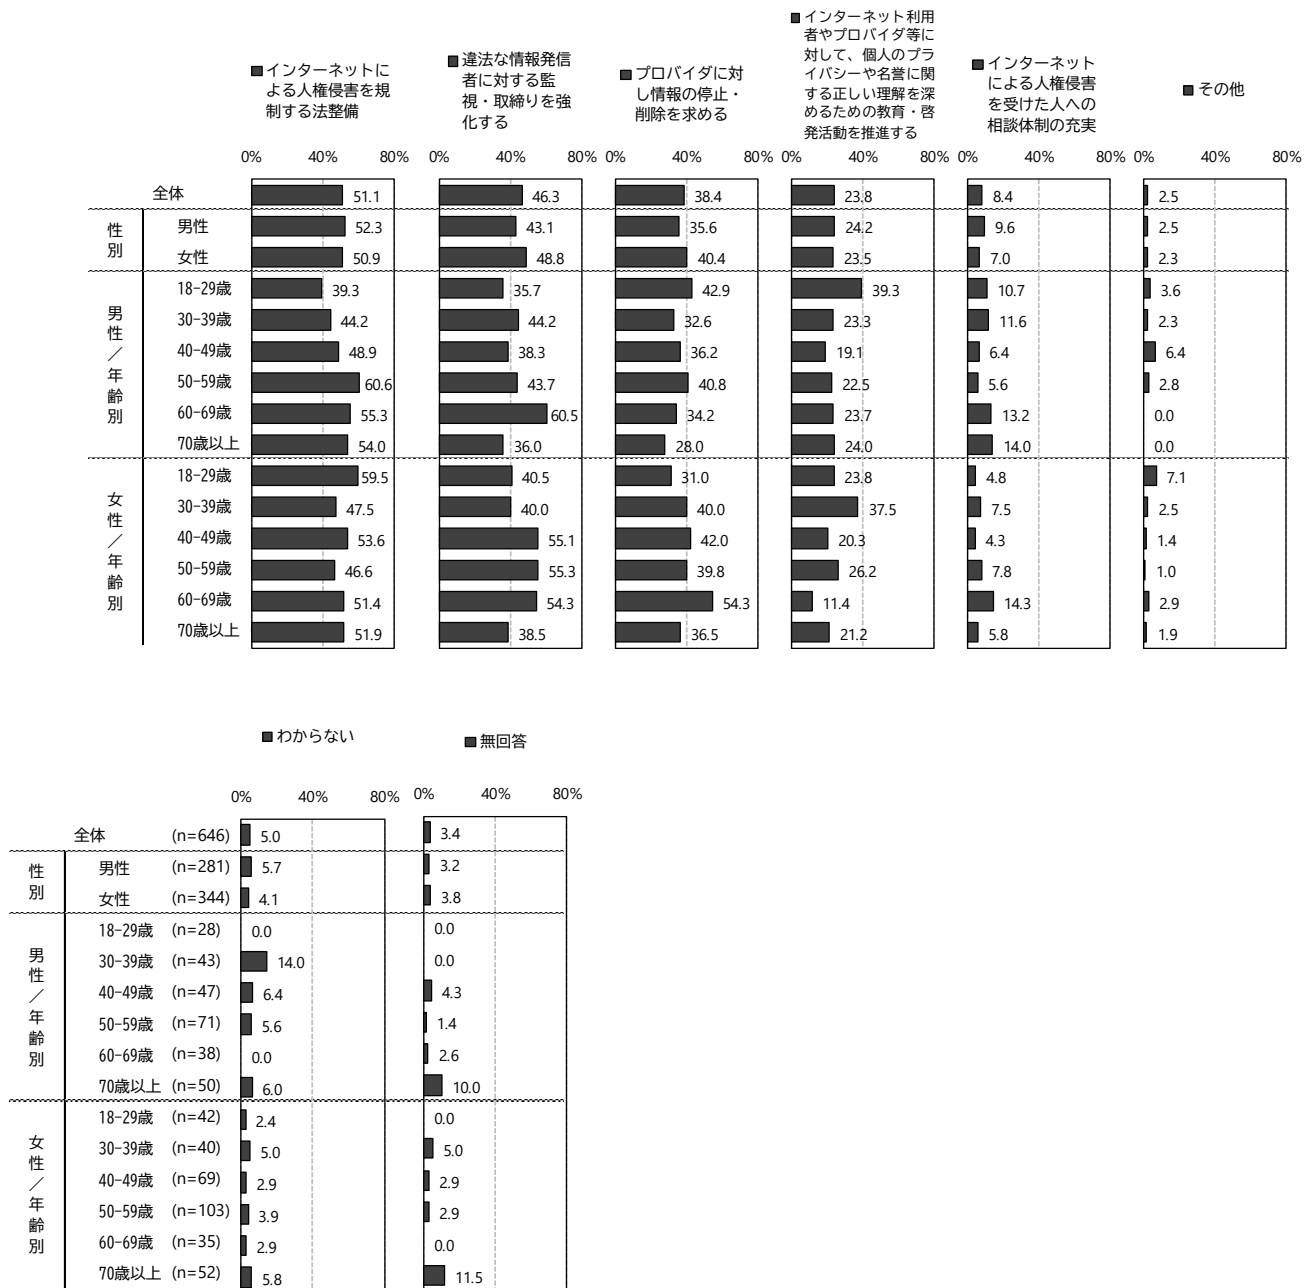 ■インターネットに
よる人権侵害を規
制する法整備
■違法な情報発信
者に対する監
視・取締りを強
化する
■プロバイダに対
し情報の停止・
削除を求める
■インターネット利用
者やプロバイダ等に
対して、個人のプラ
イバシーや名誉に関
する正しい理解を深
めるための教育・啓
発活動を推進する
■インターネット
による人権侵害
を受けた人への
相談体制の充実
■その他
0% 40% 80% 0% 40% 80% 0% 40% 80% 0% 40% 80% 0% 40% 80% 0% 40% 80%
全体 51.1 46.3 38.4 23.8 8.4 2.5
性別
男性 52.3 43.1 35.6 24.2 9.6 2.5
女性 50.9 48.8 40.4 23.5 7.0 2.3
男性／年齢別
18-29歳 39.3 35.7 42.9 39.3 10.7 3.6
30-39歳 44.2 44.2 32.6 23.3 11.6 2.3
40-49歳 48.9 38.3 36.2 19.1 6.4 6.4
50-59歳 60.6 43.7 40.8 22.5 5.6 2.8
60-69歳 55.3 60.5 34.2 23.7 13.2 0.0
70歳以上 54.0 36.0 28.0 24.0 14.0 0.0
女性／年齢別
18-29歳 59.5 40.5 31.0 23.8 4.8 7.1
30-39歳 47.5 40.0 40.0 37.5 7.5 2.5
40-49歳 53.6 55.1 42.0 20.3 4.3 1.4
50-59歳 46.6 55.3 39.8 26.2 7.8 1.0
60-69歳 51.4 54.3 54.3 11.4 14.3 2.9
70歳以上 51.9 38.5 36.5 21.2 5.8 1.9
■わからない
■無回答
0% 40% 80% 0% 40% 80%
全体 (n=646) 5.0 3.4
性別
男性 (n=281) 5.7 3.2
女性 (n=344) 4.1 3.8
男性／年齢別
18-29歳 (n=28) 0.0 0.0
30-39歳 (n=43) 14.0 0.0
40-49歳 (n=47) 6.4 4.3
50-59歳 (n=71) 5.6 1.4
60-69歳 (n=38) 0.0 2.6
70歳以上 (n=50) 6.0 10.0
女性／年齢別
18-29歳 (n=42) 2.4 0.0
30-39歳 (n=40) 5.0 5.0
40-49歳 (n=69) 2.9 2.9
50-59歳 (n=103) 3.9 2.9
60-69歳 (n=35) 2.9 0.0
70歳以上 (n=52) 5.8 11.5